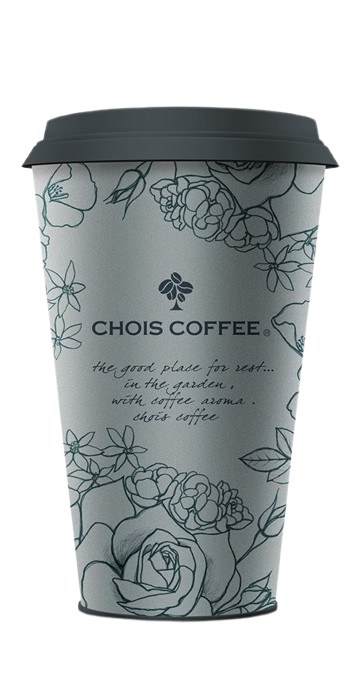 CHOIS COFFEE®
the good place for rest...
in the garden,
with coffee aroma.
chois coffee